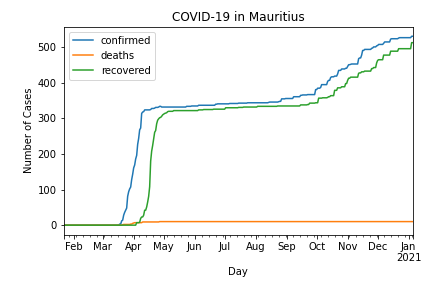 COVID-19 in Mauritius
confirmed
deaths
recovered
500
400
300
200
100
0
Number of Cases
Feb Mar Apr May Jun Jul Aug Sep Oct Nov Dec Jan
2021
Day